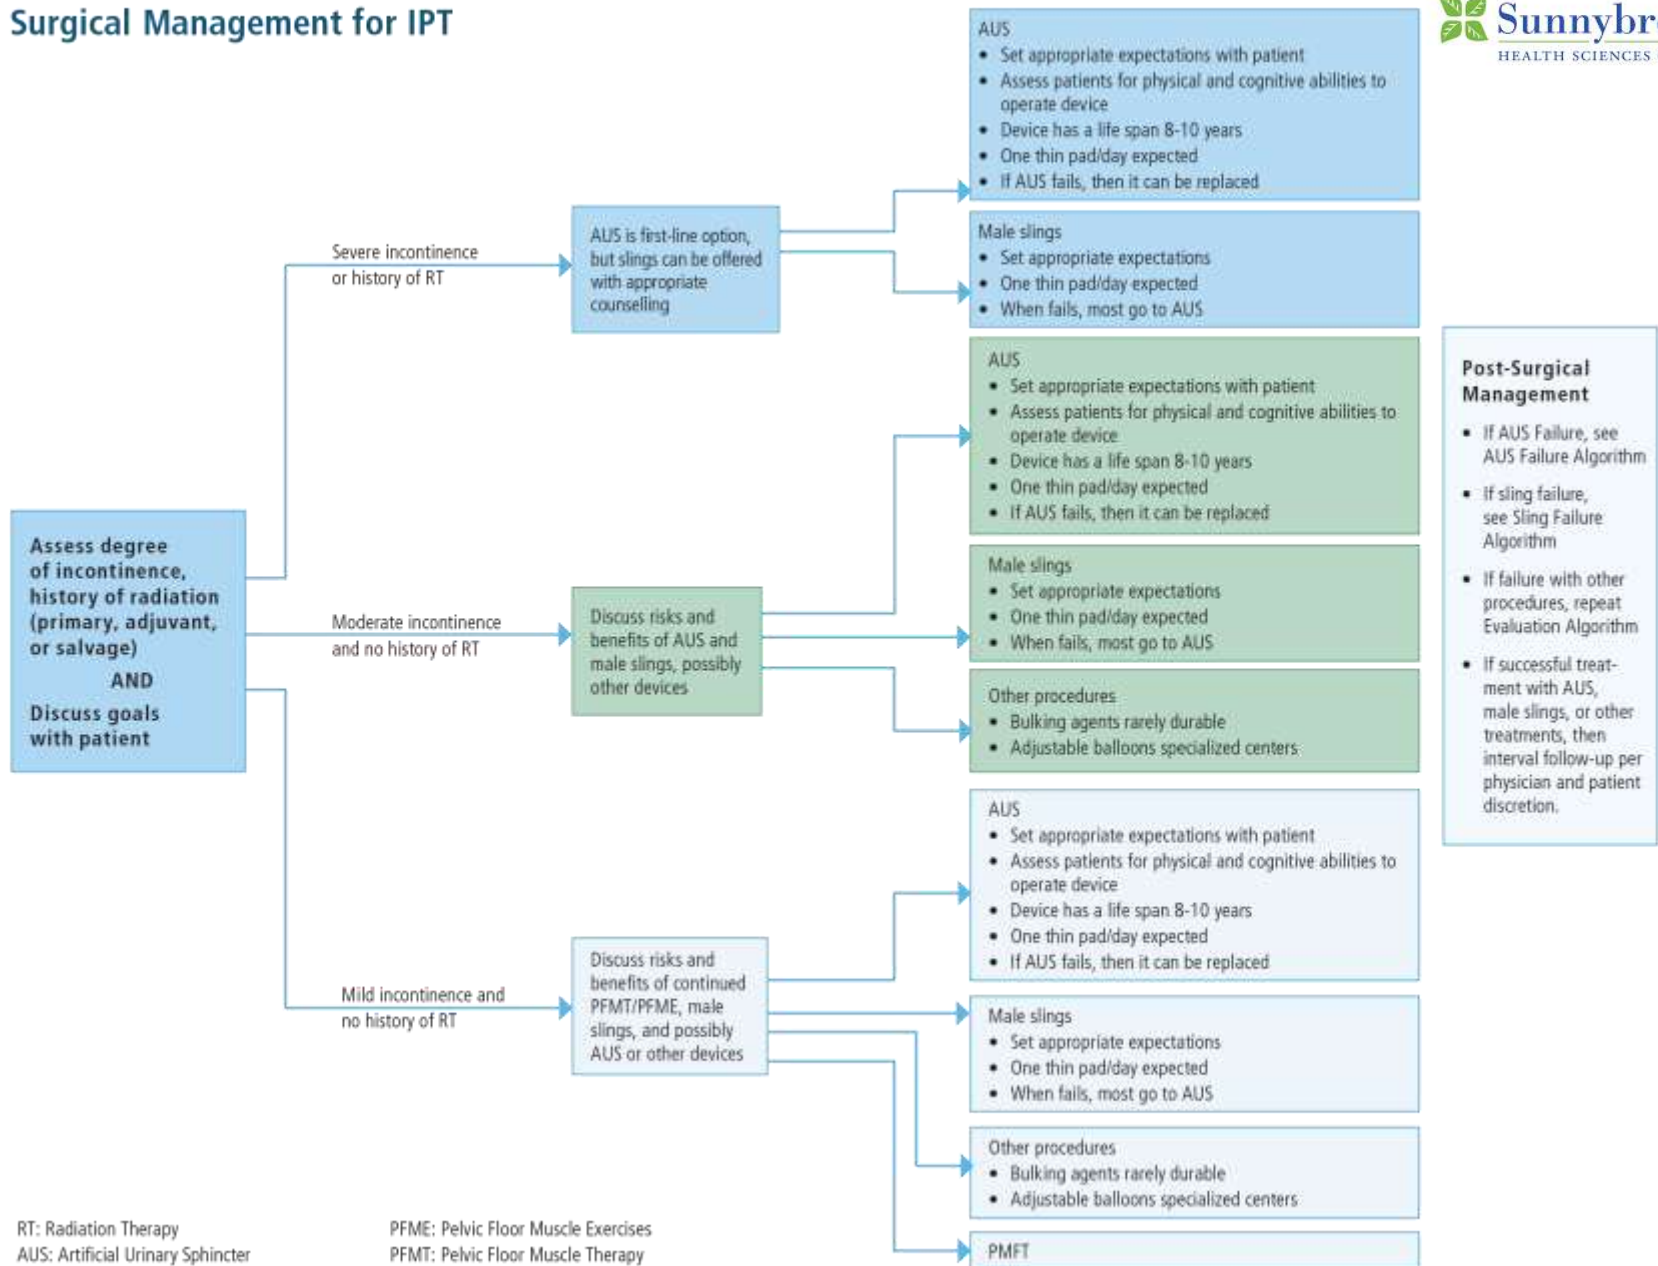 Surgical Management for IPT
HEALTH SCIENCES
Assess degree
of incontinence,
history of radiation
(primary, adjuvant,
or salvage)
AND
Discuss goals
with patient
Severe incontinence
or history of RT
AUS is first-line option,
but slings can be offered
with appropriate
counselling
AUS
• Set appropriate expectations with patient
• Assess patients for physical and cognitive abilities to
operate device
• Device has a life span 8-10 years
• One thin pad/day expected
• If AUS fails, then it can be replaced
Male slings
• Set appropriate expectations
• One thin pad/day expected
• When fails, most go to AUS
Moderate incontinence
and no history of RT
Discuss risks and
benefits of AUS and
male slings, possibly
other devices
AUS
• Set appropriate expectations with patient
• Assess patients for physical and cognitive abilities to
operate device
• Device has a life span 8-10 years
• One thin pad/day expected
• If AUS fails, then it can be replaced
Male slings
• Set appropriate expectations
• One thin pad/day expected
• When fails, most go to AUS
Other procedures
• Bulking agents rarely durable
• Adjustable balloons specialized centers
Mild incontinence and
no history of RT
Discuss risks and
benefits of continued
PFMT/PFME, male
slings, and possibly
AUS or other devices
AUS
• Set appropriate expectations with patient
• Assess patients for physical and cognitive abilities to
operate device
• Device has a life span 8-10 years
• One thin pad/day expected
• If AUS fails, then it can be replaced
Male slings
• Set appropriate expectations
• One thin pad/day expected
• When fails, most go to AUS
Other procedures
• Bulking agents rarely durable
• Adjustable balloons specialized centers
PMFT
Post-Surgical
Management
• If AUS Failure, see
AUS Failure Algorithm
• If sling failure,
see Sling Failure
Algorithm
• If failure with other
procedures, repeat
Evaluation Algorithm
• If successful treat-
ment with AUS,
male slings, or other
treatments, then
interval follow-up per
physician and patient
discretion.
RT: Radiation Therapy
AUS: Artificial Urinary Sphincter
PFME: Pelvic Floor Muscle Exercises
PFMT: Pelvic Floor Muscle Therapy